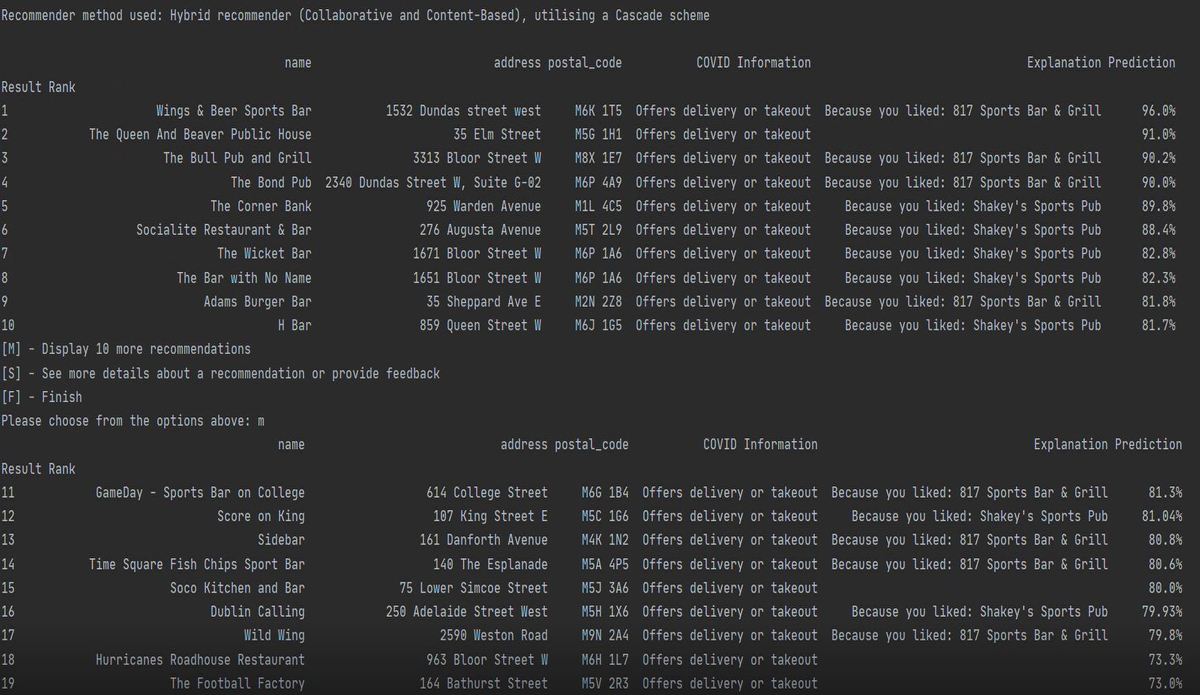 Recommender method used: Hybrid recommender (Collaborative and Content-Based), utilising a Cascade scheme
name address postal_code COVID Information Explanation Prediction
Result Rank
1 Wings & Beer Sports Bar 1532 Dundas street west M6K 1T5 Offers delivery or takeout Because you liked: 817 Sports Bar & Grill 96.0%
2 The Queen And Beaver Public House 35 Elm Street M5G 1H1 Offers delivery or takeout 91.0%
3 The Bull Pub and Grill 3313 Bloor Street W M8X 1E7 Offers delivery or takeout Because you liked: 817 Sports Bar & Grill 90.2%
4 The Bond Pub 2340 Dundas Street W, Suite G-02 M6P 4A9 Offers delivery or takeout Because you liked: 817 Sports Bar & Grill 90.0%
5 The Corner Bank 925 Warden Avenue M1L 4C5 Offers delivery or takeout Because you liked: Shakey's Sports Pub 89.8%
6 Socialite Restaurant & Bar 276 Augusta Avenue M5T 2L9 Offers delivery or takeout Because you liked: Shakey's Sports Pub 88.4%
7 The Wicket Bar 1671 Bloor Street W M6P 1A6 Offers delivery or takeout Because you liked: Shakey's Sports Pub 82.8%
8 The Bar with No Name 1651 Bloor Street W M6P 1A6 Offers delivery or takeout Because you liked: Shakey's Sports Pub 82.3%
9 Adams Burger Bar 35 Sheppard Ave E M2N 2Z8 Offers delivery or takeout Because you liked: 817 Sports Bar & Grill 81.8%
10 H Bar 859 Queen Street W M6J 1G5 Offers delivery or takeout Because you liked: Shakey's Sports Pub 81.7%
[M] - Display 10 more recommendations
[S] - See more details about a recommendation or provide feedback
[F] - Finish
Please choose from the options above: m
name address postal_code COVID Information Explanation Prediction
Result Rank
11 GameDay - Sports Bar on College 614 College Street M6G 1B4 Offers delivery or takeout Because you liked: 817 Sports Bar & Grill 81.3%
12 Score on King 107 King Street E M5C 1G6 Offers delivery or takeout Because you liked: Shakey's Sports Pub 81.04%
13 Sidebar 161 Danforth Avenue M4K 1N2 Offers delivery or takeout Because you liked: 817 Sports Bar & Grill 80.8%
14 Time Square Fish Chips Sport Bar 140 The Esplanade M5A 4P5 Offers delivery or takeout Because you liked: 817 Sports Bar & Grill 80.6%
15 Soco Kitchen and Bar 75 Lower Simcoe Street M5J 3A6 Offers delivery or takeout 80.0%
16 Dublin Calling 250 Adelaide Street West M5H 1X6 Offers delivery or takeout Because you liked: Shakey's Sports Pub 79.93%
17 Wild Wing 2590 Weston Road M9N 2A4 Offers delivery or takeout Because you liked: 817 Sports Bar & Grill 79.8%
18 Hurricanes Roadhouse Restaurant 963 Bloor Street W M6H 1L7 Offers delivery or takeout 73.3%
19 The Football Factory 164 Bathurst Street M5V 2R3 Offers delivery or takeout 73.0%